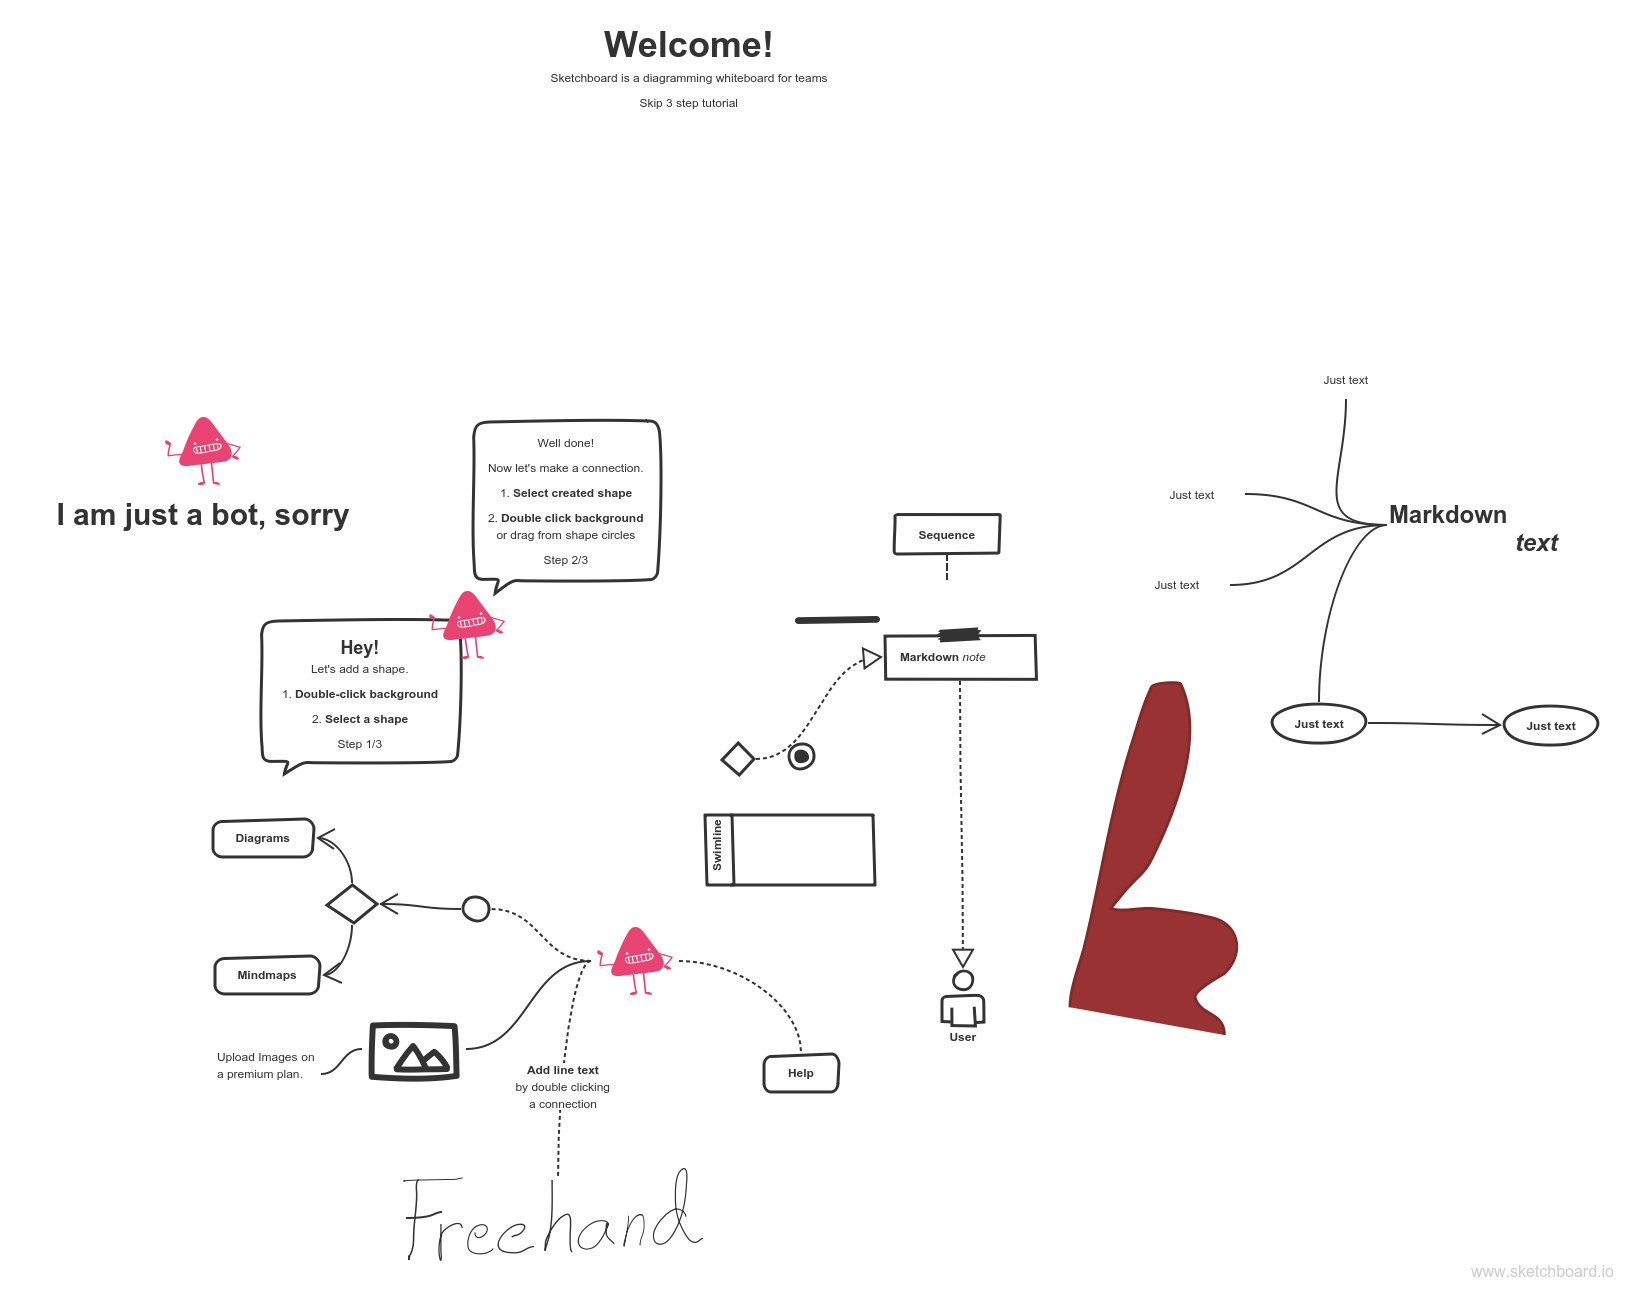 Welcome!
Sketchboard is a diagramming whiteboard for teams
Skip 3 step tutorial
Just text
Well done!
Now let's make a connection.
1. Select created shape
2. Double click background
or drag from shape circles
Step 2/3
I am just a bot, sorry
Just text
Markdown
text
Sequence
Just text
Hey!
Let's add a shape.
1. Double-click background
2. Select a shape
Step 1/3
Markdown note
Just text
Just text
Swimline
Diagrams
Mindmaps
User
Upload Images on
a premium plan.
Add line text
by double clicking
a connection
Help
Freehand
www.sketchboard.io